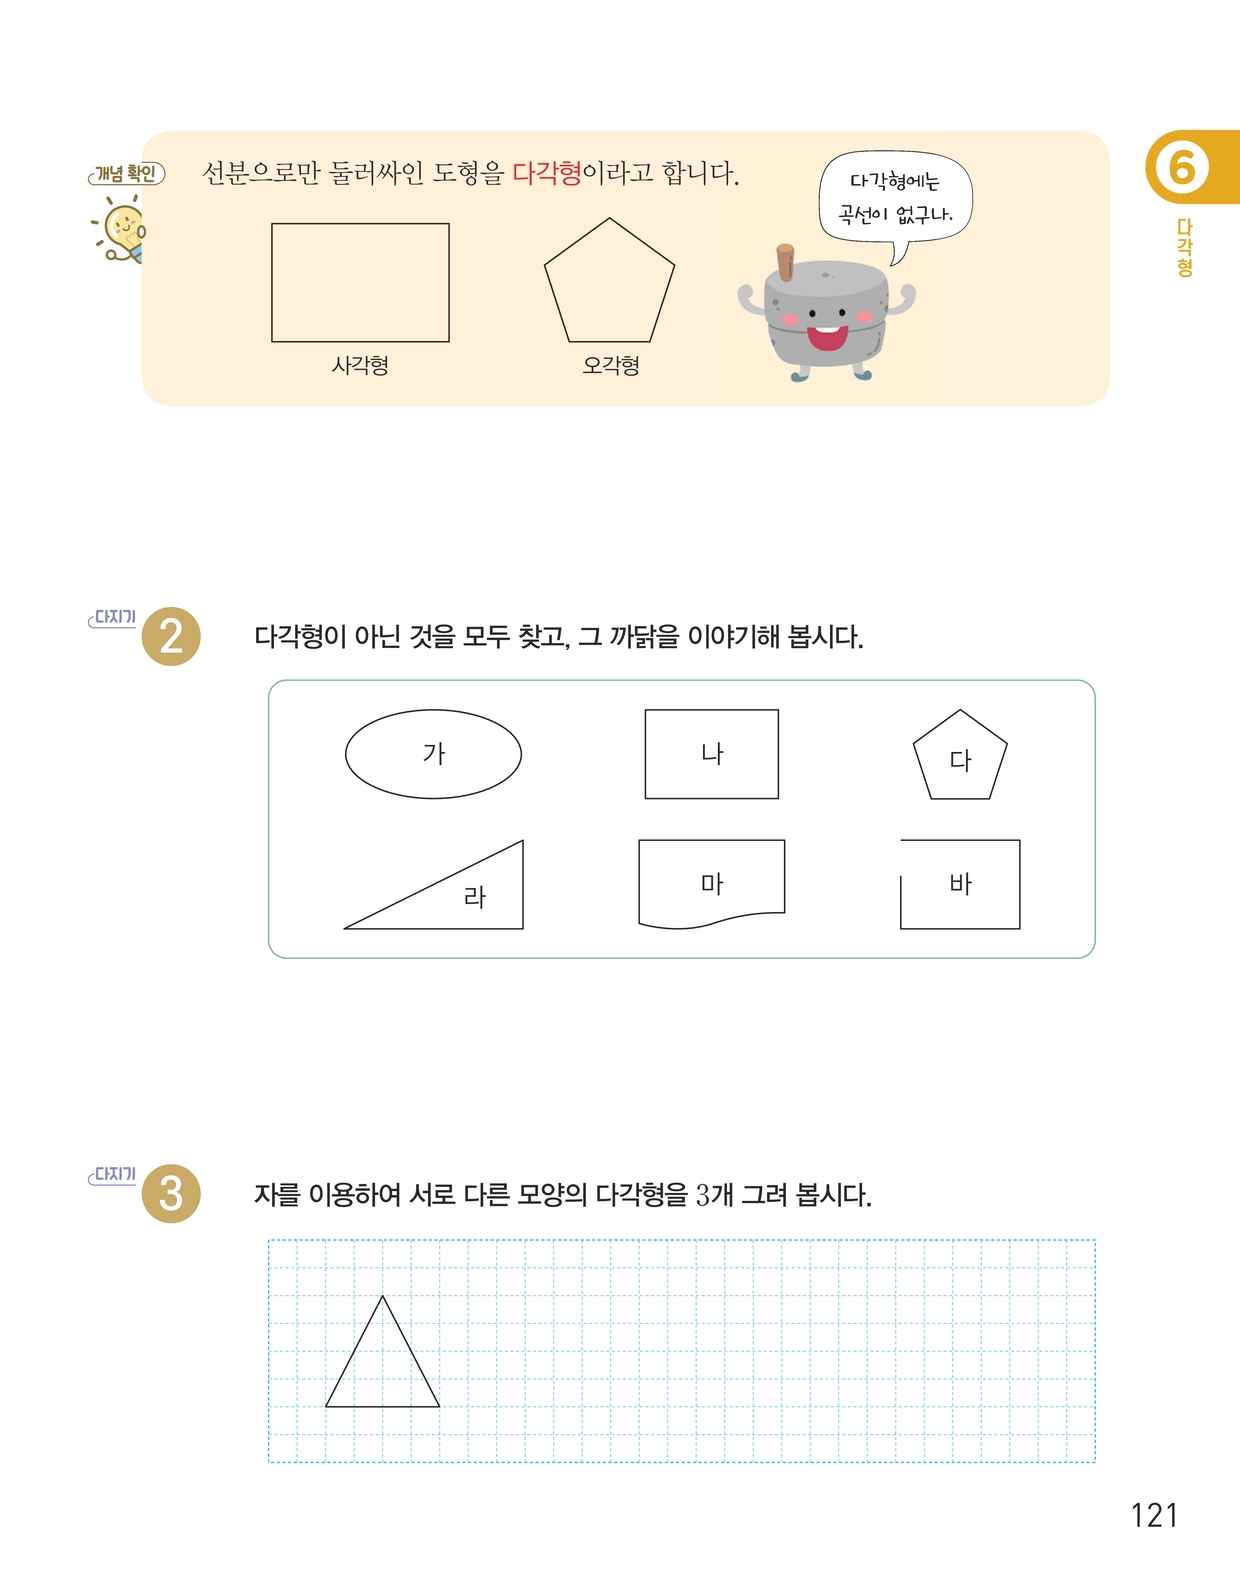 개념 확인
선분으로만 둘러싸인 도형을 다각형이라고 합니다.
다각형에는
곡선이 없구나.
사각형
오각형
6
다각형
다지기
2
다각형이 아닌 것을 모두 찾고, 그 까닭을 이야기해 봅시다.
가
나
다
라
마
바
다지기
3
자를 이용하여 서로 다른 모양의 다각형을 3개 그려 봅시다.
121